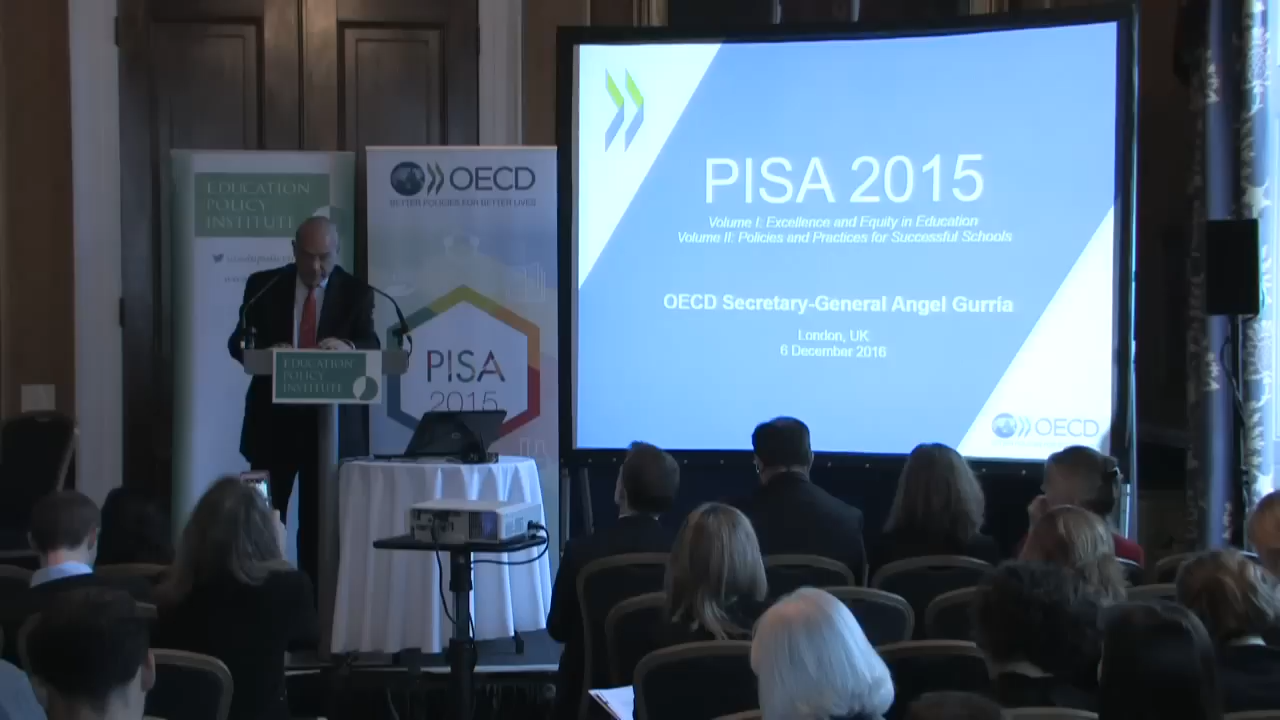 EDUCATION
POLICY
INSTITUTE
OECD
BETTER POLICIES FOR BETTER LIVES
PISA
2015
EDUCATION
POLICY
INSTITUTE
PISA 2015
Volume I: Excellence and Equity in Education
Volume II: Policies and Practices for Successful Schools
OECD Secretary-General Angel Gurría
London, UK
6 December 2016
OECD